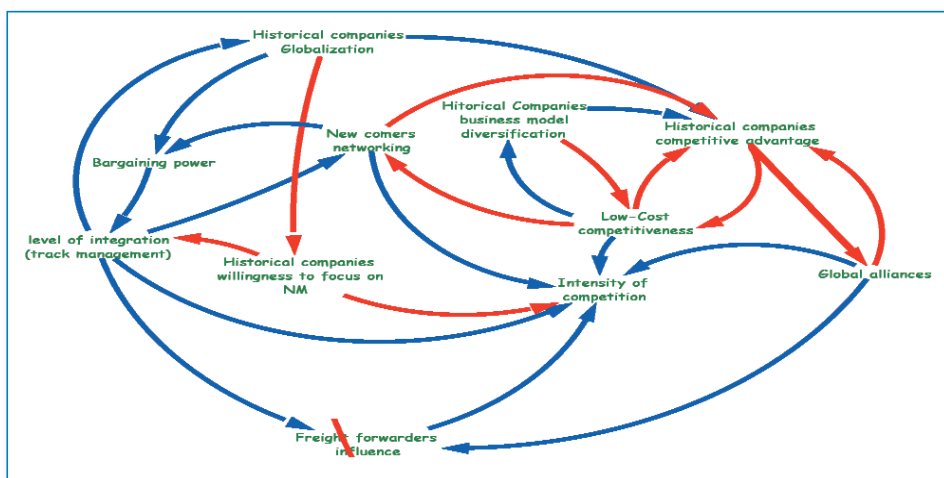 Historical companies
Globalization
Hitorical Companies
business model
diversification
New comers
networking
Historical companies
competitive advantage
Bargaining power
Low-Cost
competitiveness
level of integration
(track management)
Historical companies
willingness to focus on
NM
Global alliances
Intensity of
competition
Freight forwarders
influence